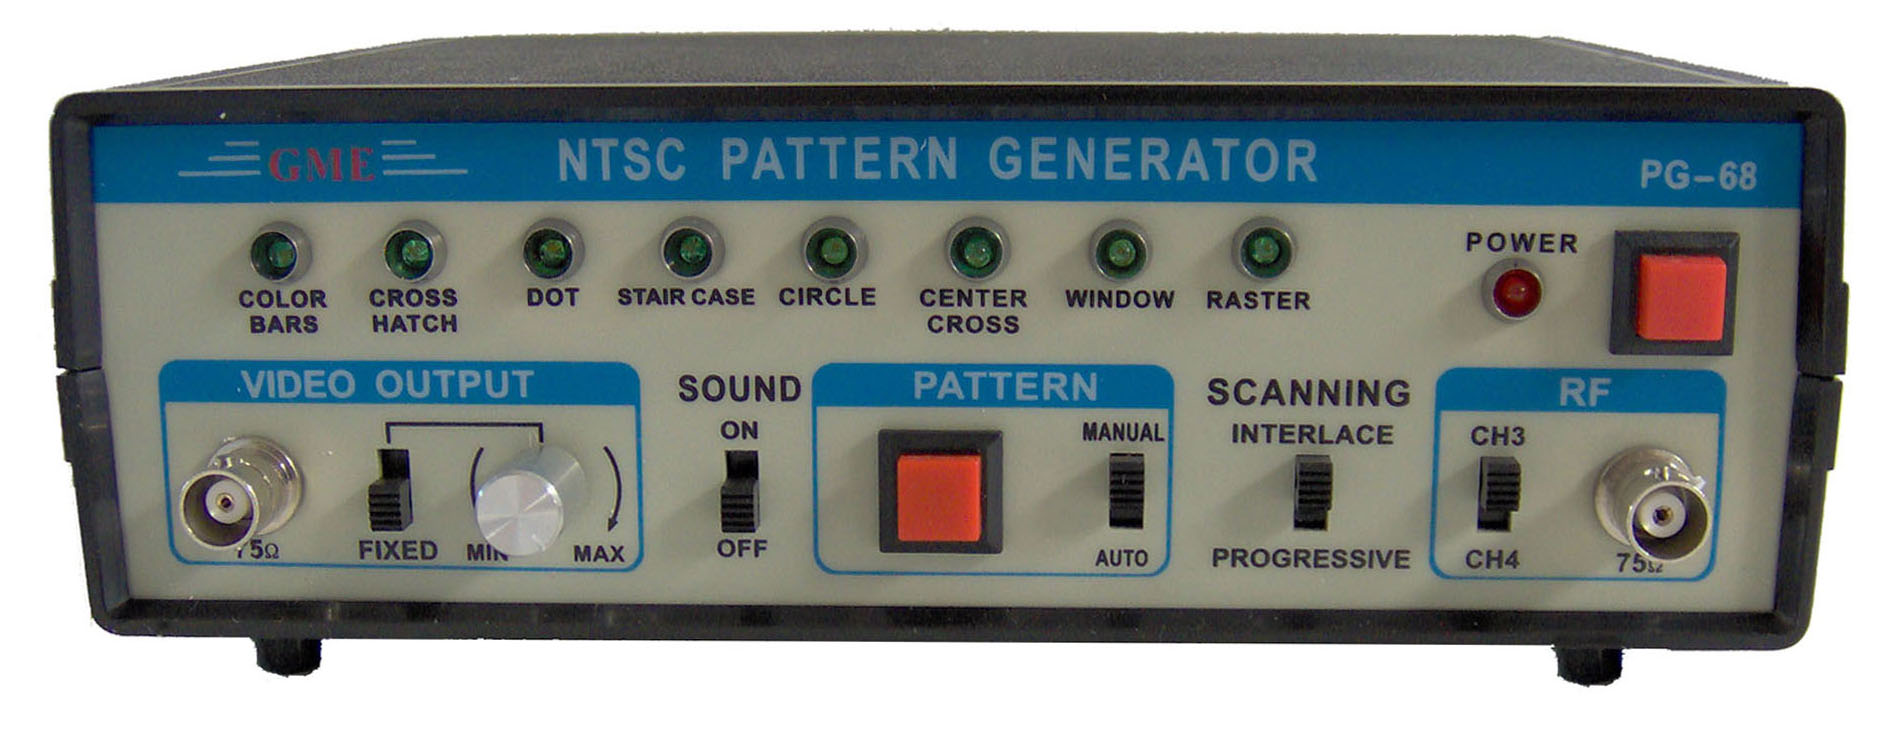 GME
NTSC PATTERN GENERATOR
PG-68
POWER
COLOR BARS
CROSS HATCH
DOT
STAIR CASE
CIRCLE
CENTER CROSS
WINDOW
RASTER
VIDEO OUTPUT
75Ω
FIXED
MIN
MAX
SOUND
ON
OFF
PATTERN
MANUAL
AUTO
SCANNING
INTERLACE
PROGRESSIVE
RF
CH3
CH4
75Ω